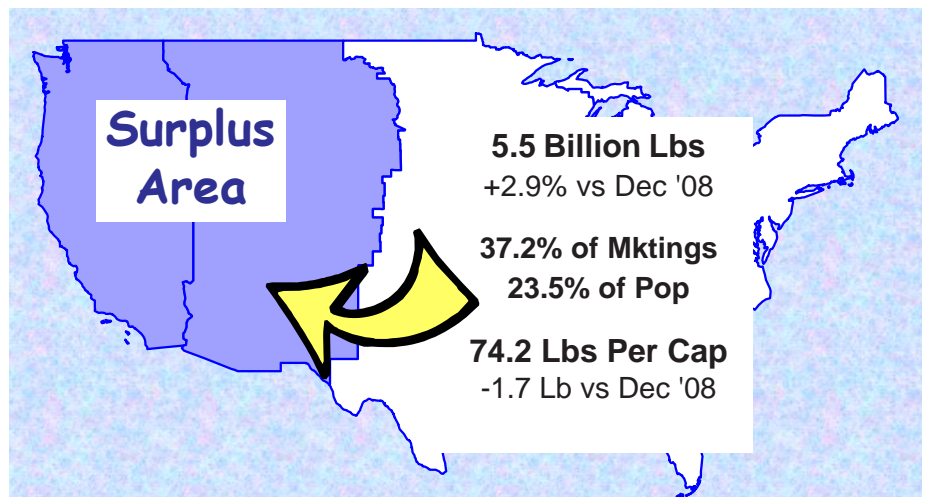 Surplus
Area
5.5 Billion Lbs
+2.9% vs Dec '08
37.2% of Mktings
23.5% of Pop
74.2 Lbs Per Cap
-1.7 Lb vs Dec '08